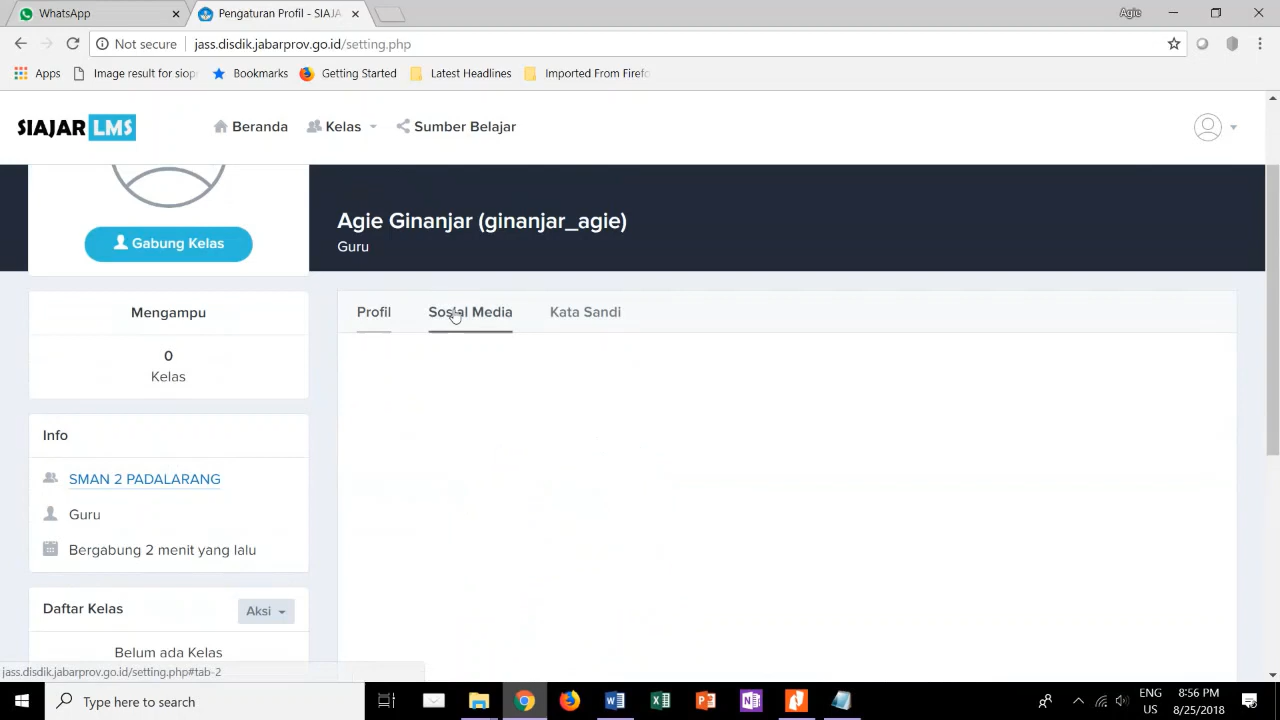 WhatsApp
Pengaturan Profil - SIAJA
Agie
Not secure
jass.disdik.jabarprov.go.id/setting.php
Apps
Image result for siop
Bookmarks
Getting Started
Latest Headlines
Imported From Firefo
SIAJAR LMS
Beranda
Kelas
Sumber Belajar
Gabung Kelas
Agie Ginanjar (ginanjar_agie)
Guru
Profil
Sosial Media
Kata Sandi
Mengampu
0
Kelas
Info
SMAN 2 PADALARANG
Guru
Bergabung 2 menit yang lalu
Daftar Kelas
Aksi
Belum ada Kelas
jass.disdik.jabarprov.go.id/setting.php#tab-2
Type here to search
ENG
US
8:56 PM
8/25/2018